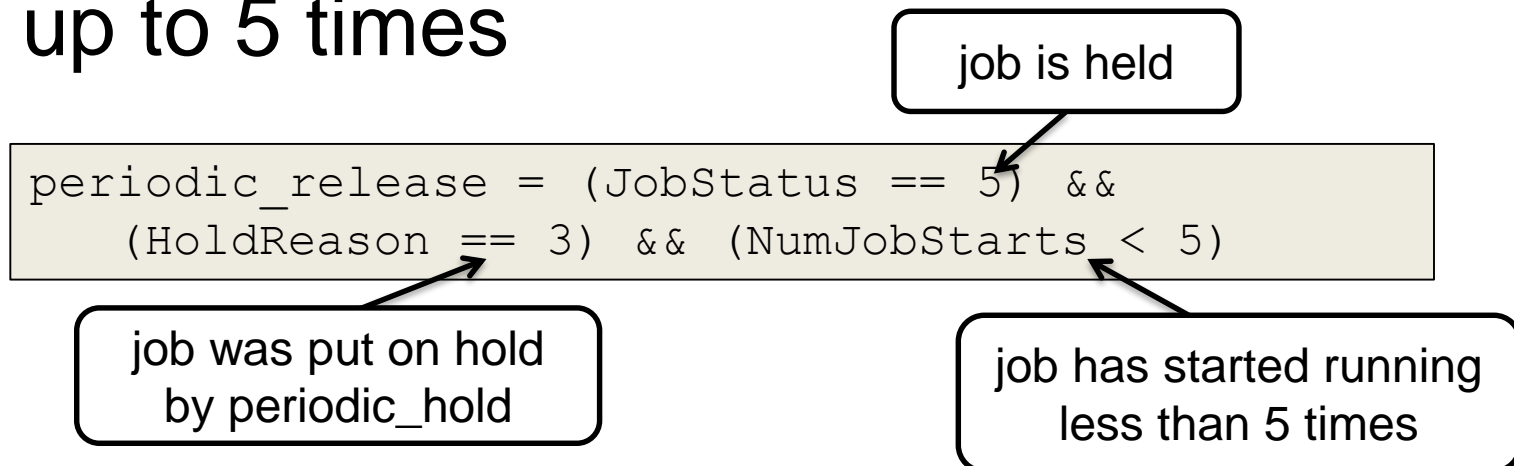 up to 5 times
job is held
periodic_release = (JobStatus == 5) &&
(HoldReason == 3) && (NumJobStarts < 5)
job was put on hold
by periodic_hold
job has started running
less than 5 times